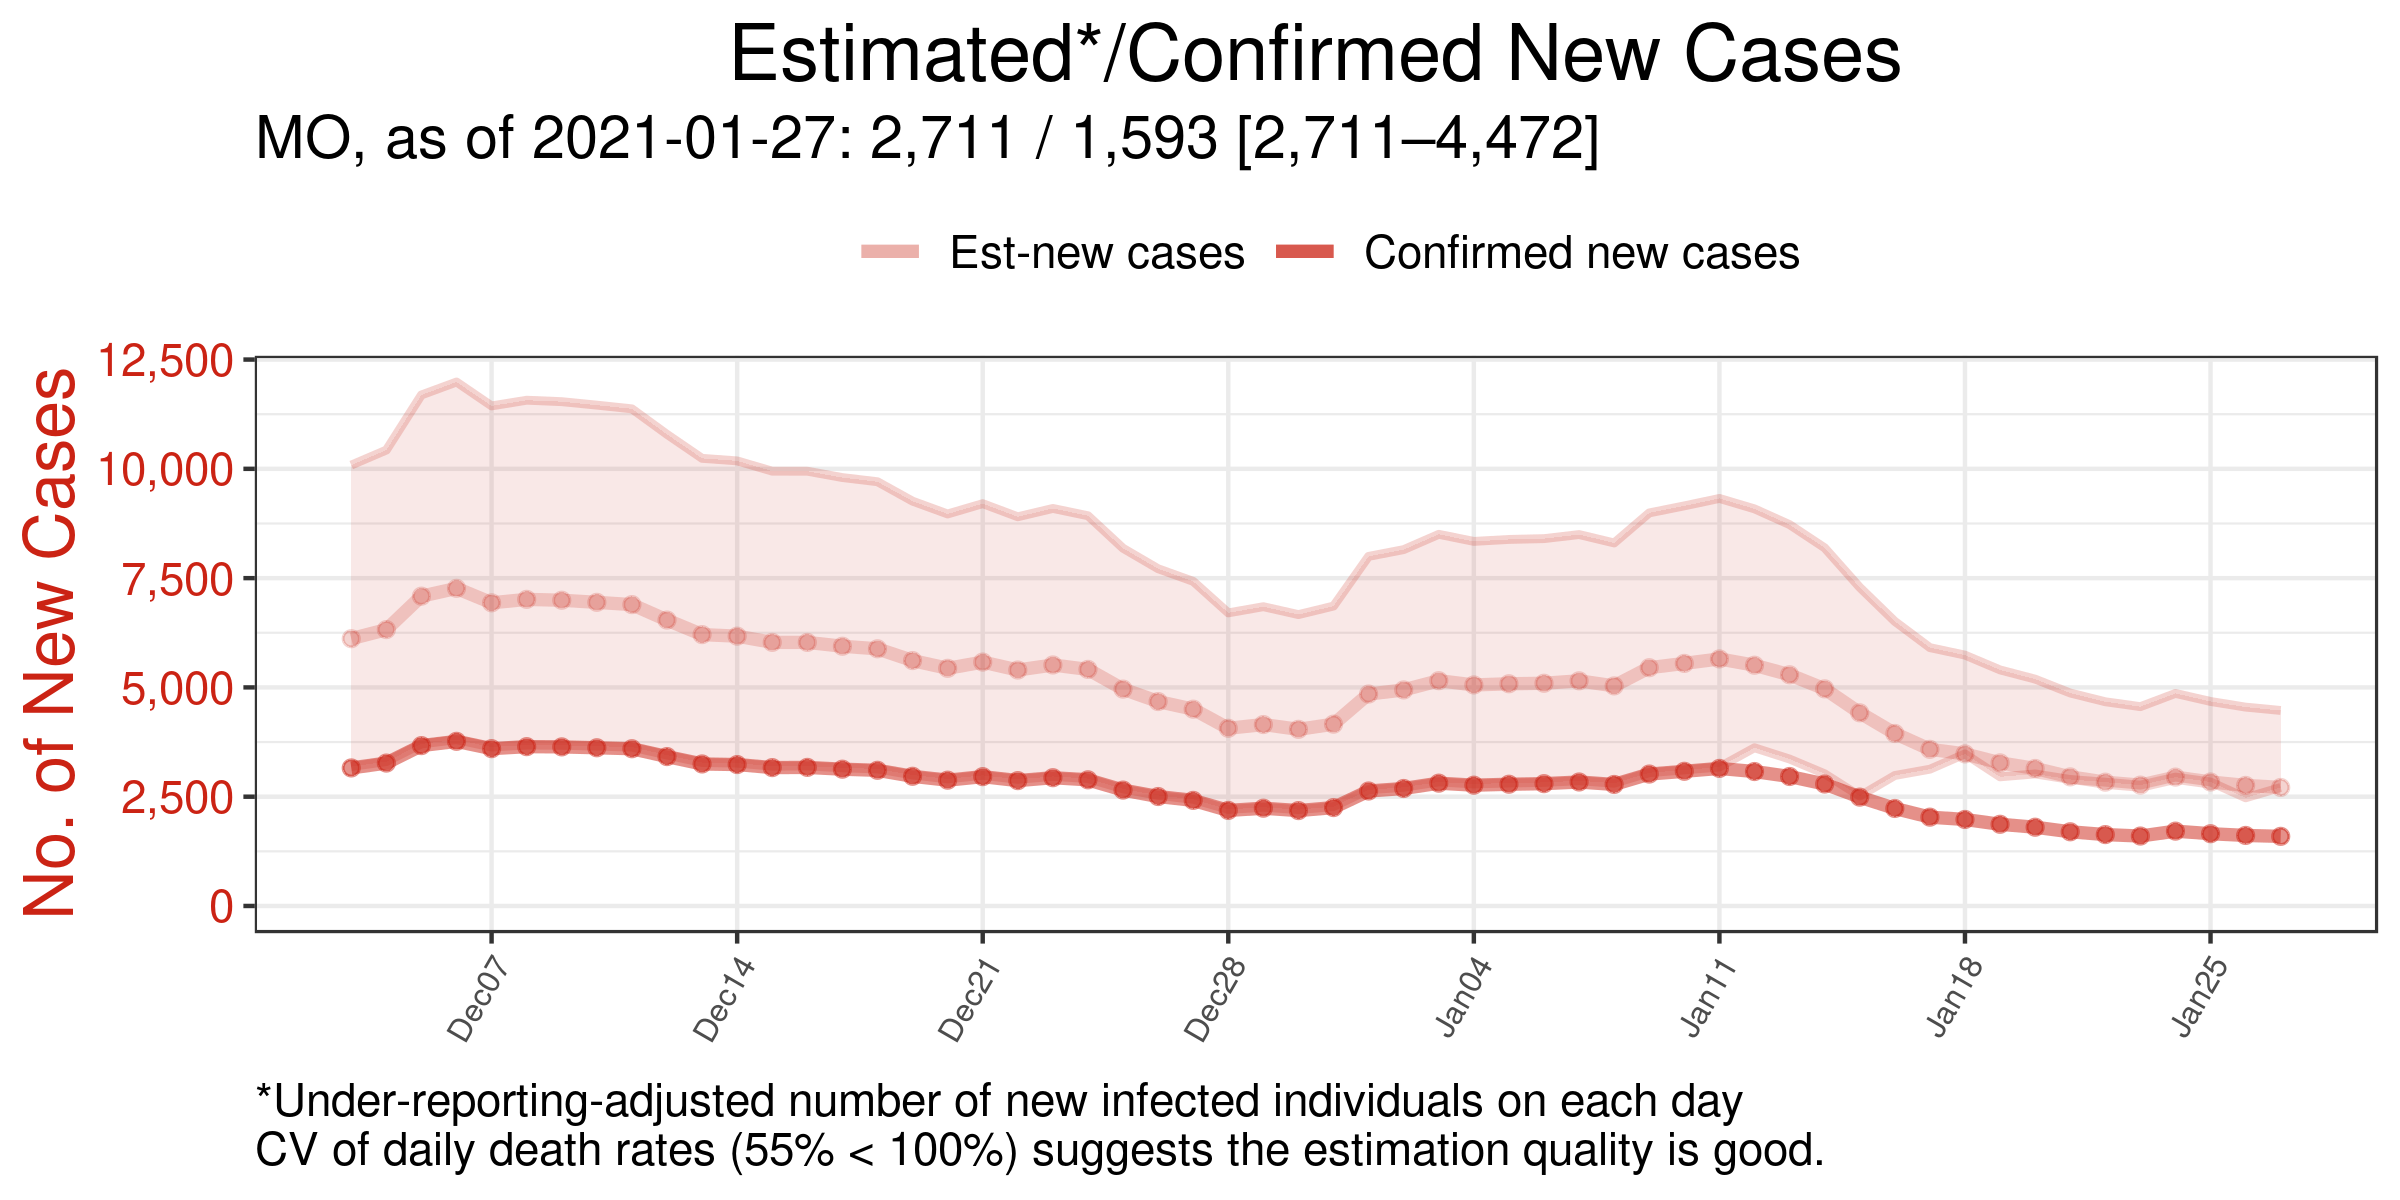 Estimated*/Confirmed New Cases
MO, as of 2021-01-27: 2,711 / 1,593 [2,711–4,472]
Est-new cases
Confirmed new cases
No. of New Cases
12,500
10,000
7,500
5,000
2,500
0
Dec07
Dec14
Dec21
Dec28
Jan04
Jan11
Jan18
Jan25
*Under-reporting-adjusted number of new infected individuals on each day
CV of daily death rates (55% < 100%) suggests the estimation quality is good.